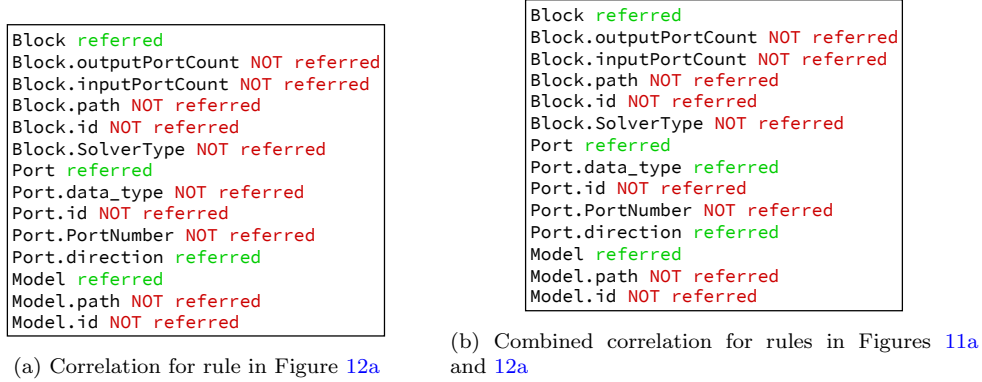 Block referred
Block.outputPortCount NOT referred
Block.inputPortCount NOT referred
Block.path NOT referred
Block.id NOT referred
Block.SolverType NOT referred
Port referred
Port.data_type NOT referred
Port.id NOT referred
Port.PortNumber NOT referred
Port.direction referred
Model referred
Model.path NOT referred
Model.id NOT referred
(a) Correlation for rule in Figure 12a
Block referred
Block.outputPortCount NOT referred
Block.inputPortCount NOT referred
Block.path NOT referred
Block.id NOT referred
Block.SolverType NOT referred
Port referred
Port.data_type referred
Port.id NOT referred
Port.PortNumber NOT referred
Port.direction referred
Model referred
Model.path NOT referred
Model.id NOT referred
(b) Combined correlation for rules in Figures 11a
and 12a